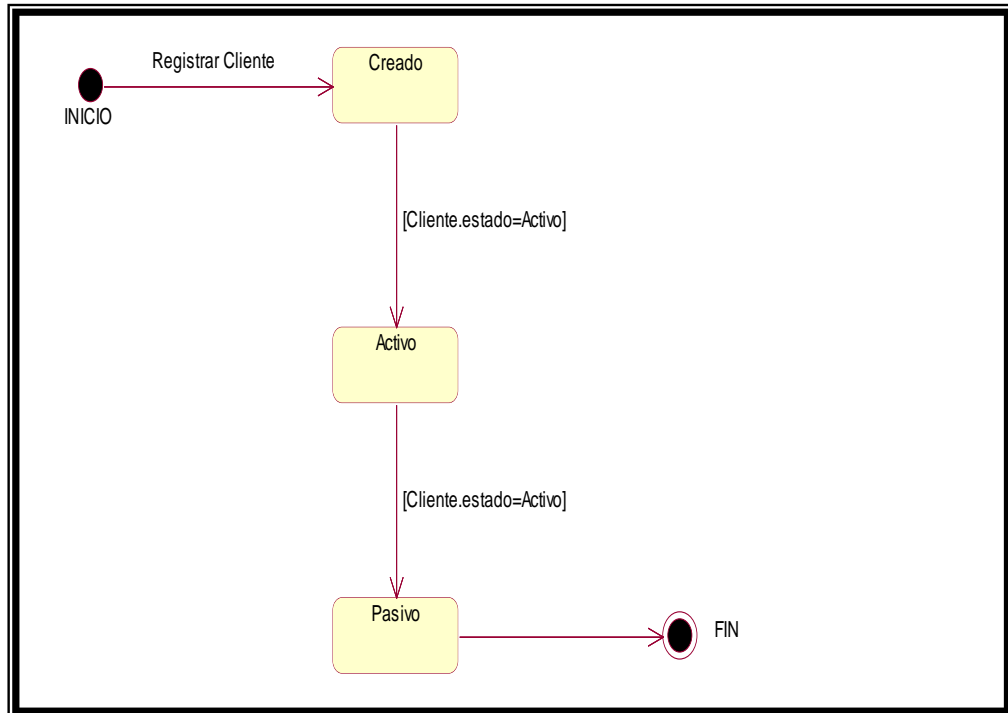 Registrar Cliente
Creado
INICIO
[Cliente.estado=Activo]
Activo
[Cliente.estado=Activo]
Pasivo
FIN